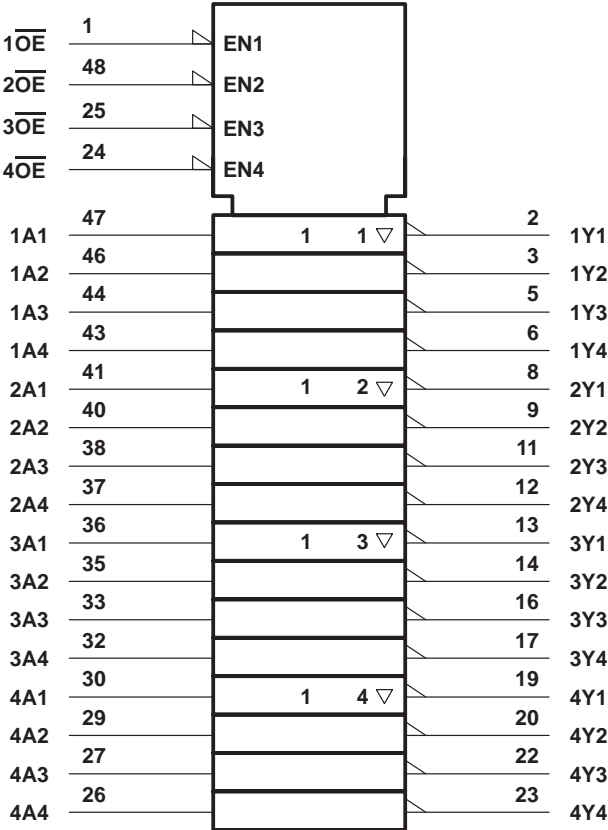 1O̅E̅ 1 EN1
2O̅E̅ 48 EN2
3O̅E̅ 25 EN3
4O̅E̅ 24 EN4
1A1 47 1 1 ▽ 2 1Y1
1A2 46 3 1Y2
1A3 44 5 1Y3
1A4 43 6 1Y4
2A1 41 1 2 ▽ 8 2Y1
2A2 40 9 2Y2
2A3 38 11 2Y3
2A4 37 12 2Y4
3A1 36 1 3 ▽ 13 3Y1
3A2 35 14 3Y2
3A3 33 16 3Y3
3A4 32 17 3Y4
4A1 30 1 4 ▽ 19 4Y1
4A2 29 20 4Y2
4A3 27 22 4Y3
4A4 26 23 4Y4